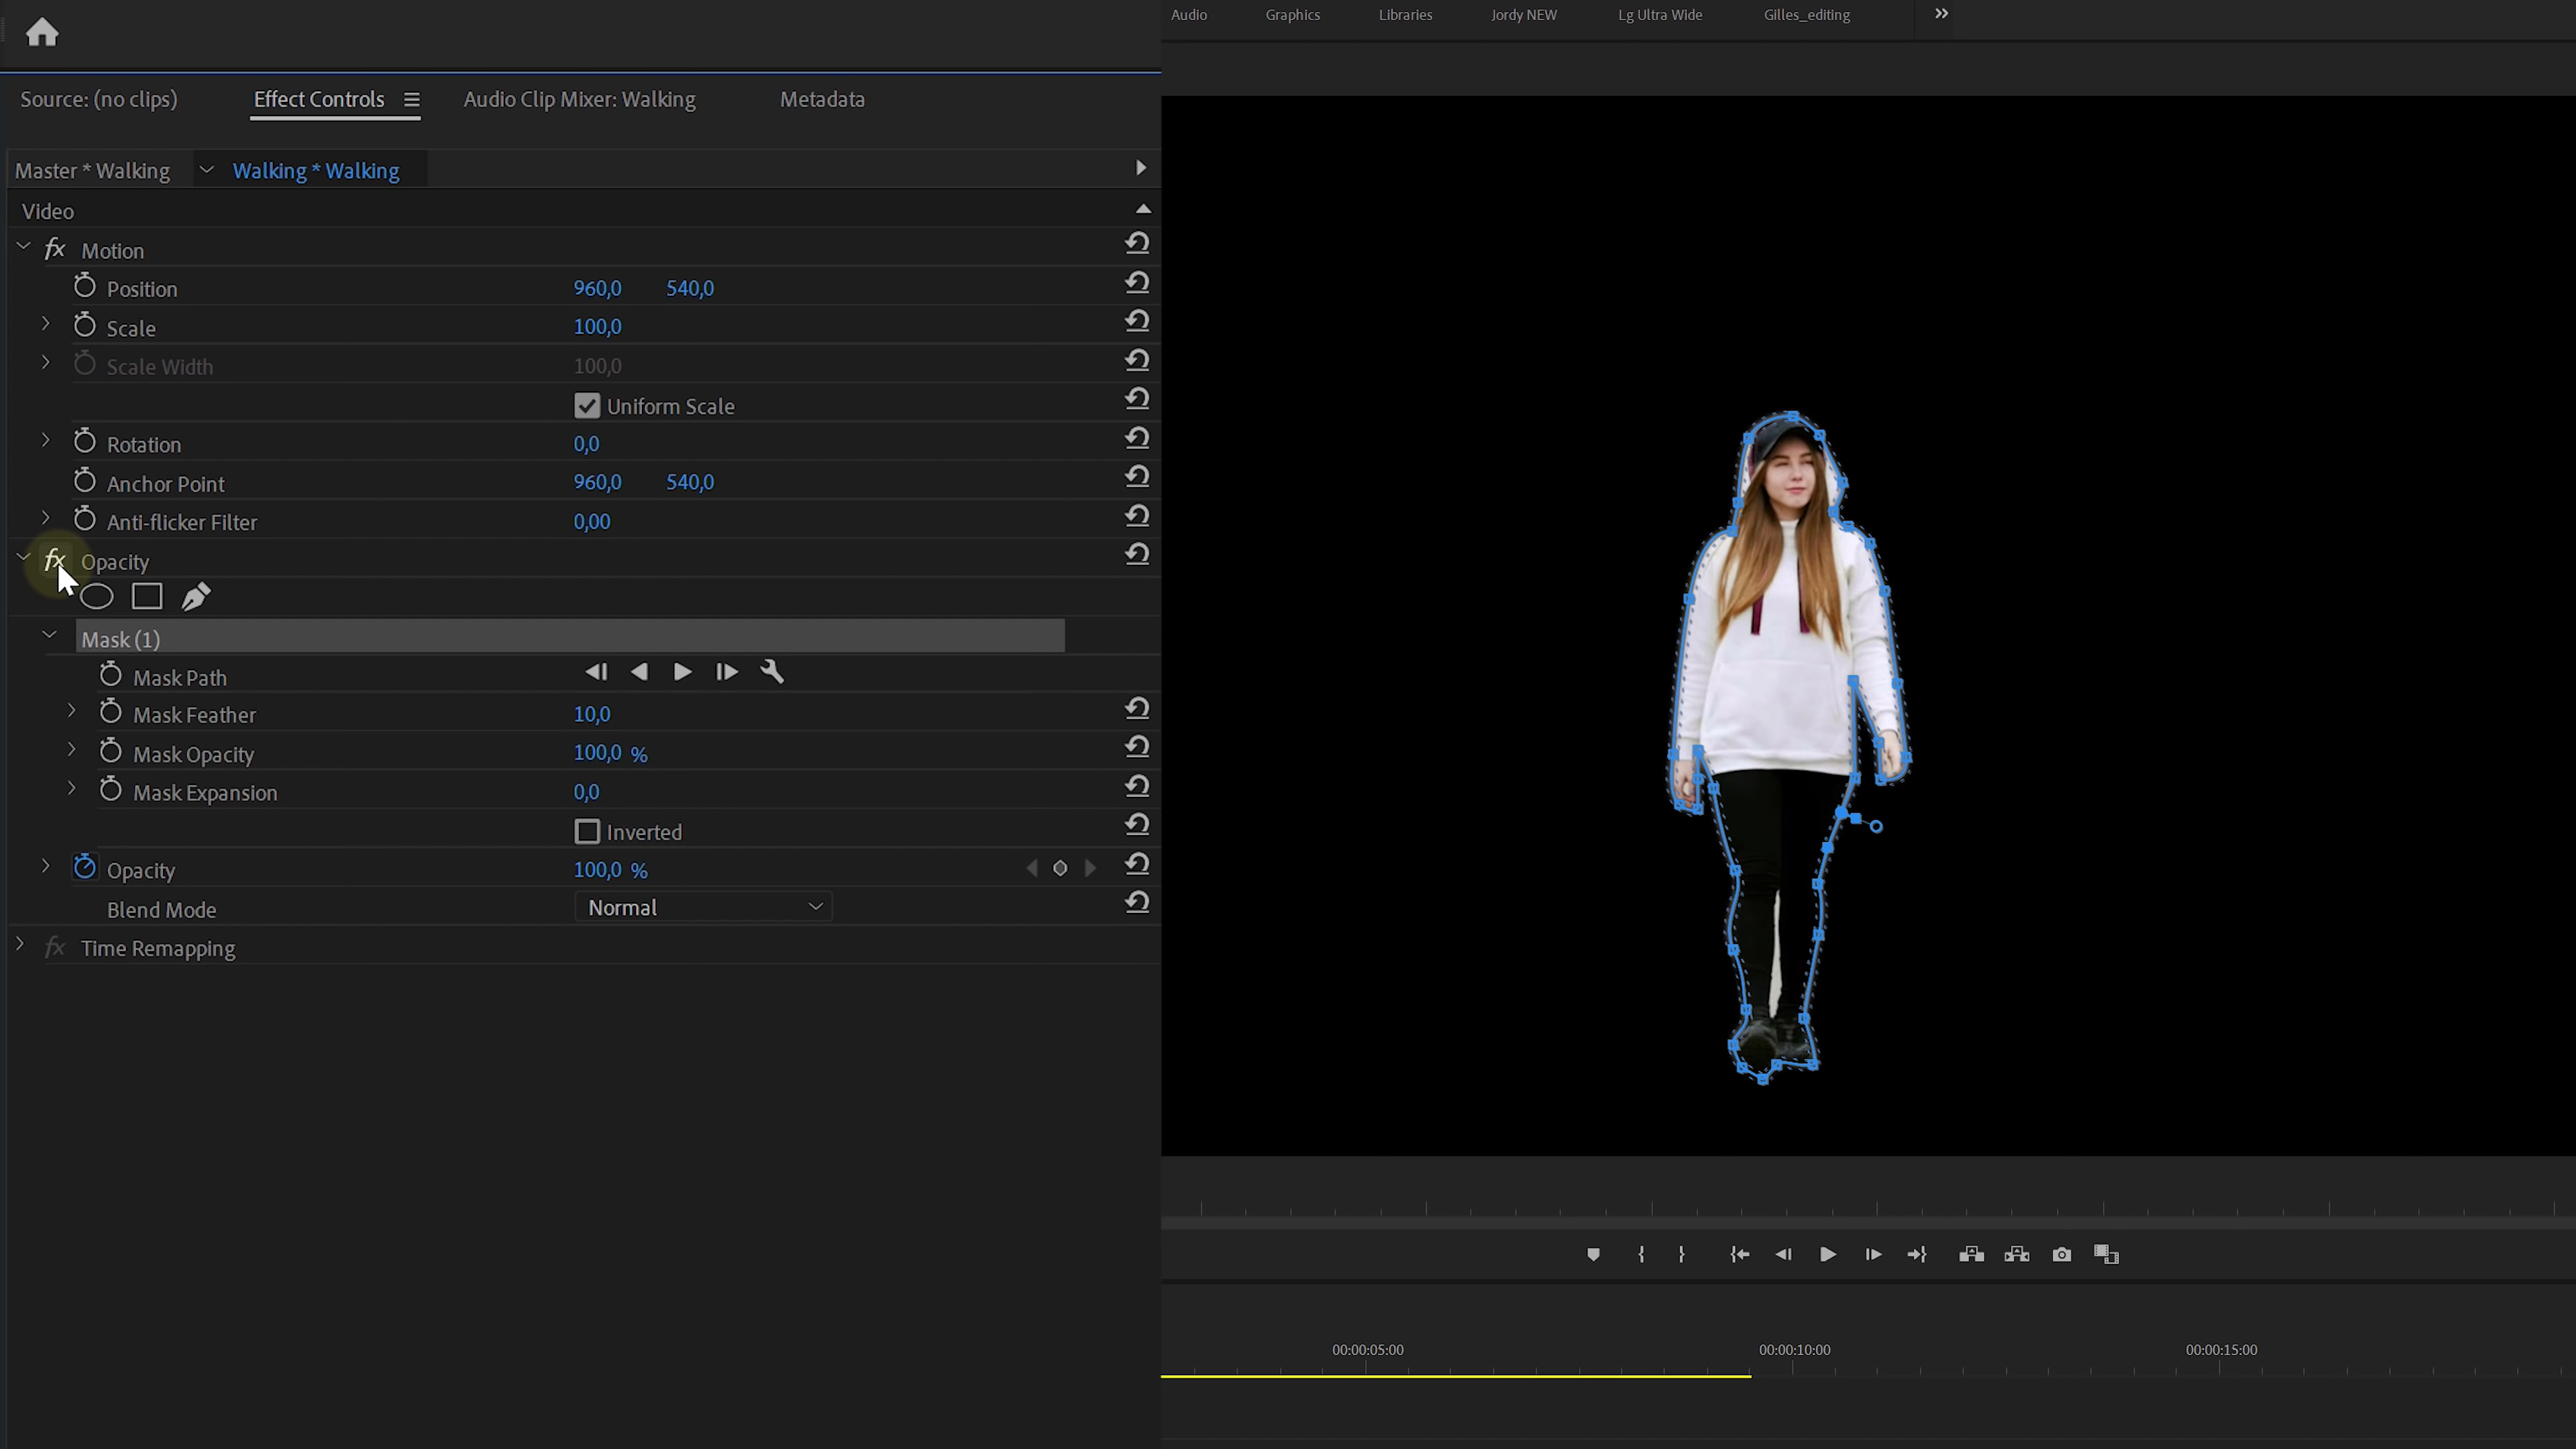 Audio Graphics Libraries Jordy NEW Lg Ultra Wide Gilles_editing
Source: (no clips) Effect Controls Audio Clip Mixer: Walking Metadata
Master * Walking Walking * Walking
Video
fx Motion
Position 960,0 540,0
Scale 100,0
Scale Width 100,0
Uniform Scale
Rotation 0,0
Anchor Point 960,0 540,0
Anti-flicker Filter 0,00
fx Opacity
Mask (1)
Mask Path
Mask Feather 10,0
Mask Opacity 100,0 %
Mask Expansion 0,0
Inverted
Opacity 100,0 %
Blend Mode Normal
fx Time Remapping
00:00:05:00 00:00:10:00 00:00:15:00